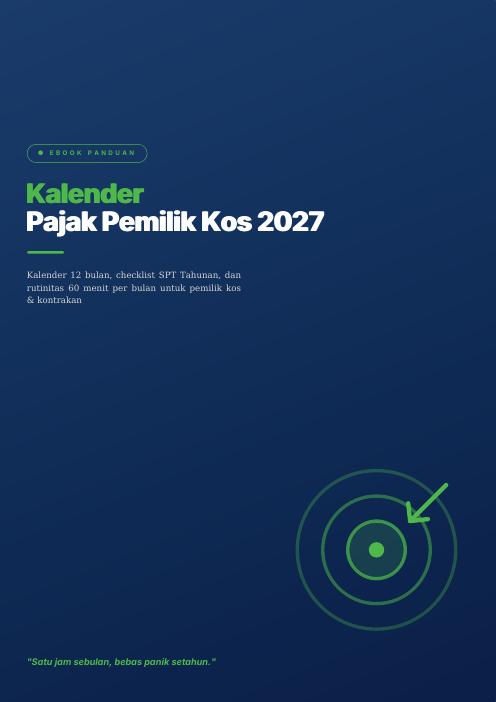 EBOOK PANDUAN
Kalender
Pajak Pemilik Kos 2027
Kalender 12 bulan, checklist SPT Tahunan, dan
rutinitas 60 menit per bulan untuk pemilik kos
& kontrakan
"Satu jam sebulan, bebas panik setahun."